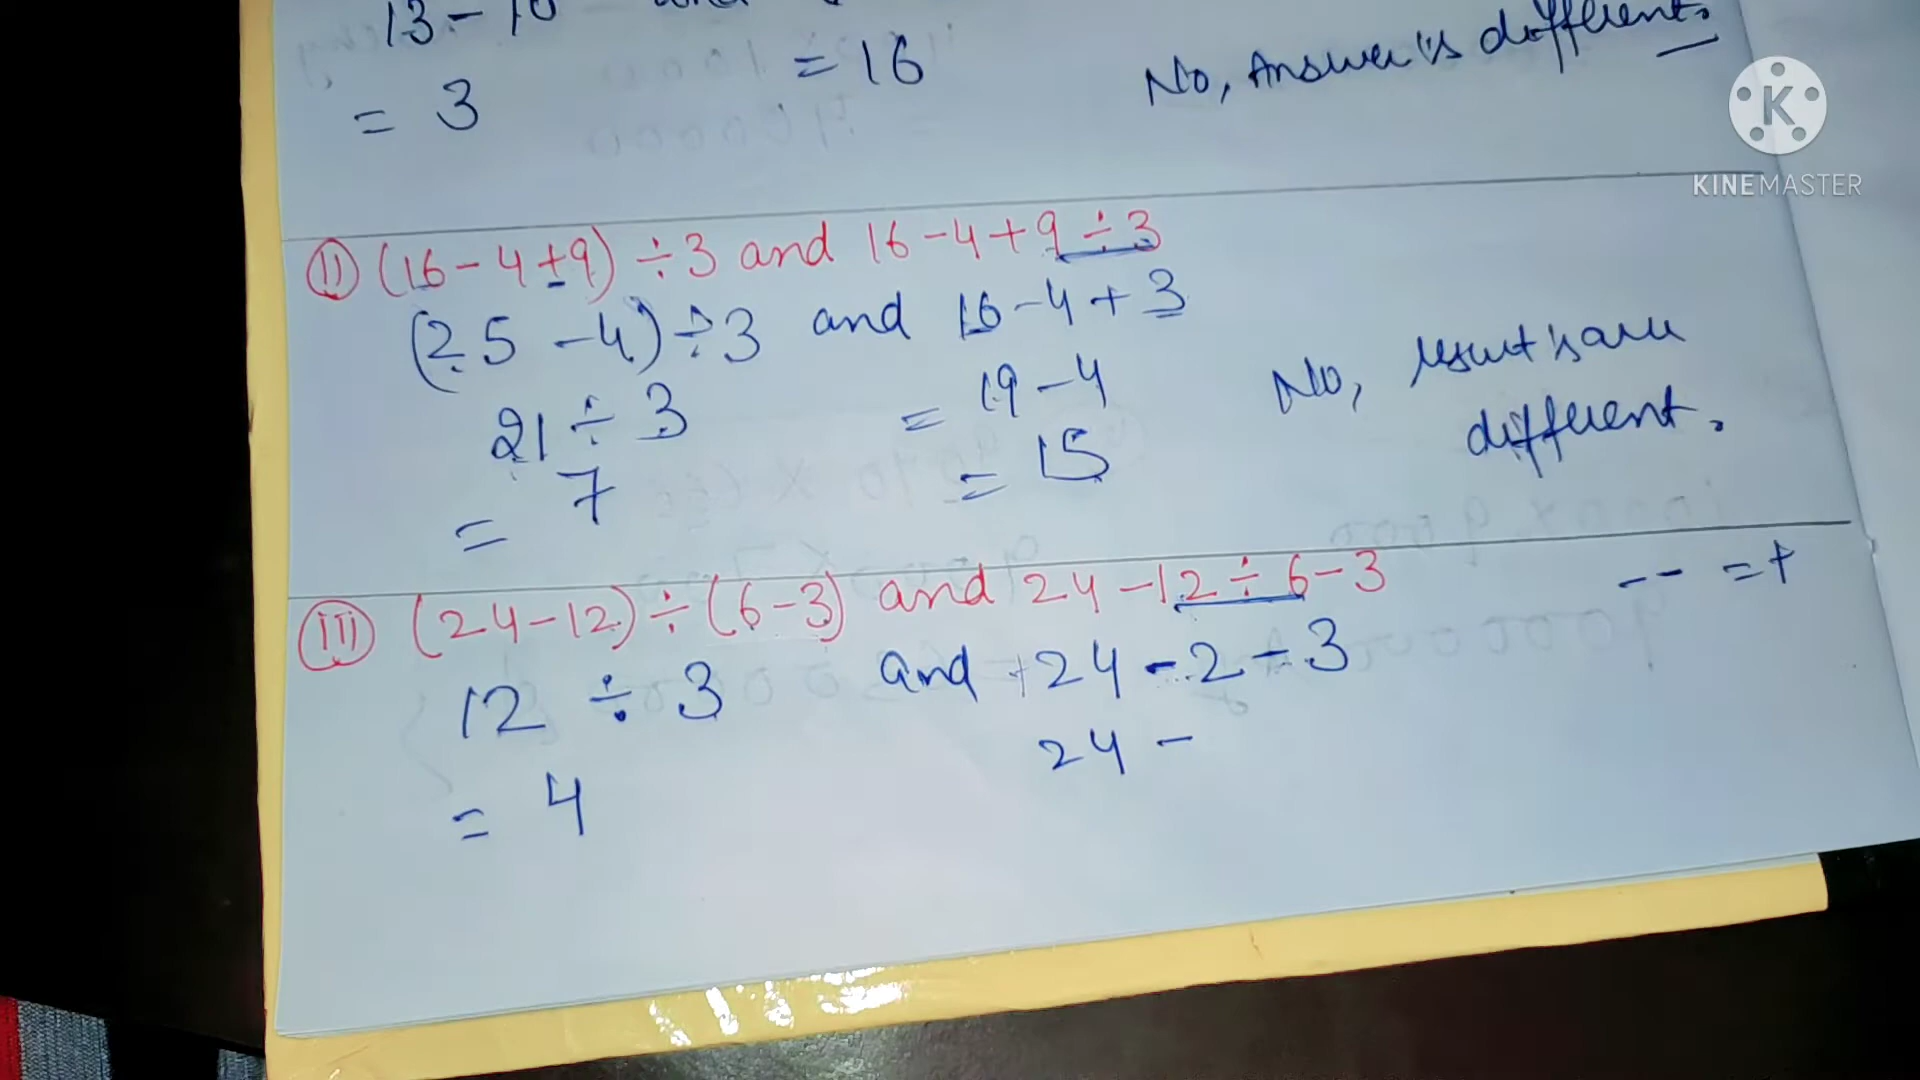 13 - 10
= 3
= 16
No, Answer is different.
KINEMASTER
(ii) (16 - 4 + 9) ÷ 3 and 16 - 4 + 9 ÷ 3
(25 - 4) ÷ 3 and 16 - 4 + 3
21 ÷ 3
= 19 - 4
= 7
= 15
No, are
different.
(iii) (24 - 12) ÷ (6 - 3) and 24 - 12 ÷ 6 - 3
- - = +
12 ÷ 3 and +24 - 2 - 3
24 -
= 4